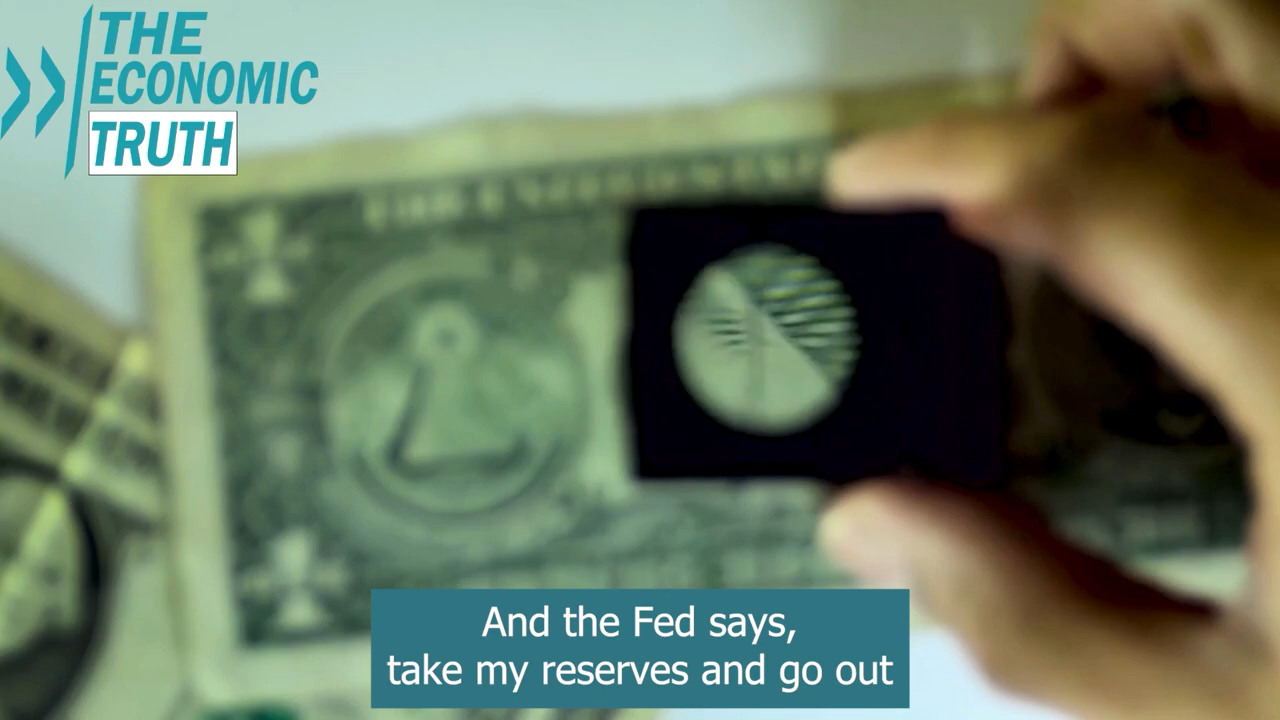 THE
ECONOMIC
TRUTH
And the Fed says,
take my reserves and go out